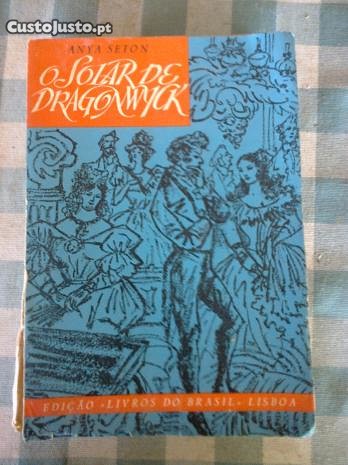 CustoJusto.pt
ANYA SETON
O SOLAR DE
DRAGONWYCK
EDIÇÃO «LIVROS DO BRASIL» LISBOA